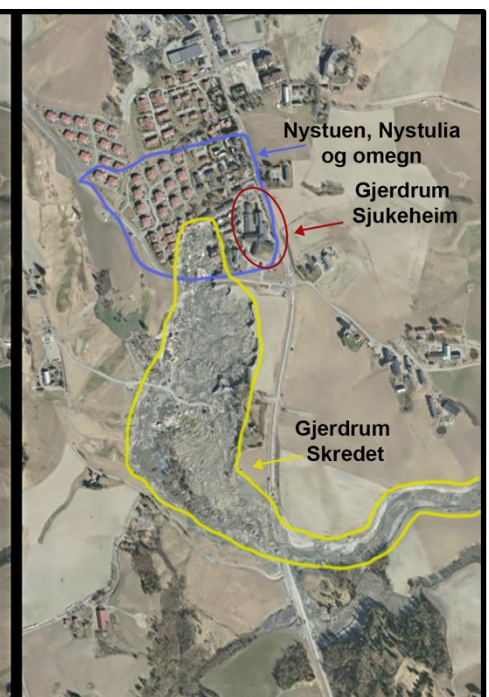 Nystuen, Nystulia
og omegn
Gjerdrum
Sjukeheim
Gjerdrum
Skredet